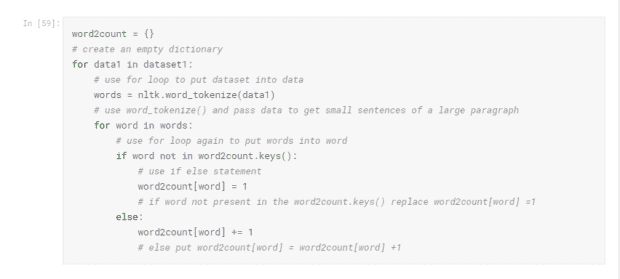 In [59]:
word2count = {}
# create an empty dictionary
for data1 in dataset1:
    # use for loop to put dataset into data
    words = nltk.word_tokenize(data1)
    # use word_tokenize() and pass data to get small sentences of a large paragraph
    for word in words:
        # use for loop again to put words into word
        if word not in word2count.keys():
            # use if else statement
            word2count[word] = 1
            # if word not present in the word2count.keys() replace word2count[word] =1
        else:
            word2count[word] += 1
            # else put word2count[word] = word2count[word] +1